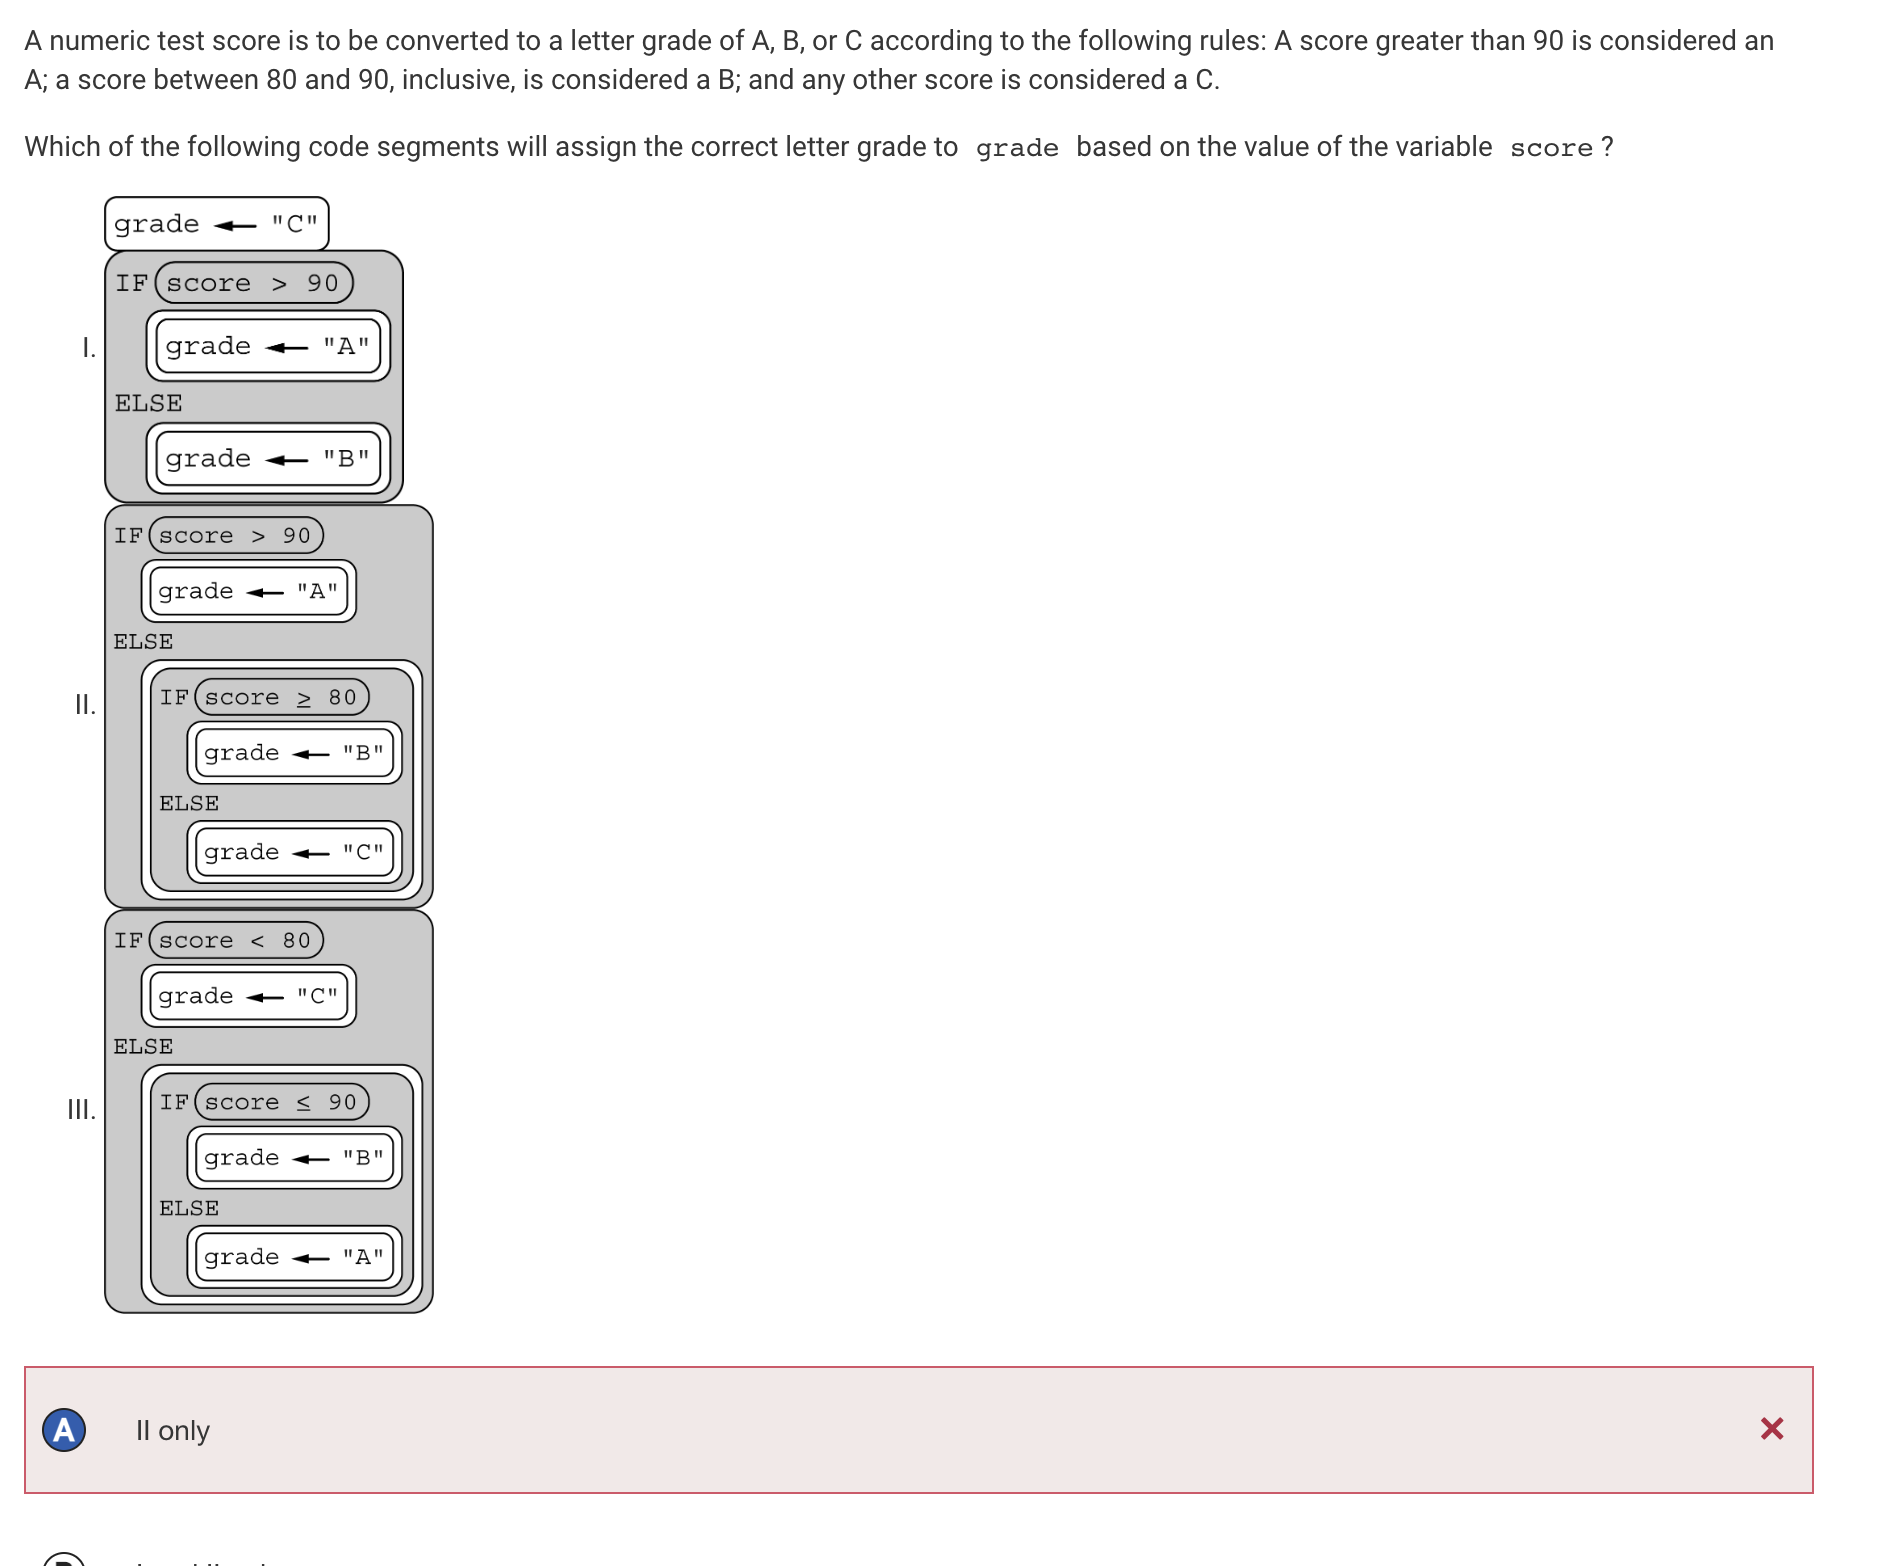 A numeric test score is to be converted to a letter grade of A, B, or C according to the following rules: A score greater than 90 is considered an
A; a score between 80 and 90, inclusive, is considered a B; and any other score is considered a C.
Which of the following code segments will assign the correct letter grade to grade based on the value of the variable score ?
I.
grade ← "C"
IF score > 90
grade ← "A"
ELSE
grade ← "B"
II.
IF score > 90
grade ← "A"
ELSE
IF score ≥ 80
grade ← "B"
ELSE
grade ← "C"
III.
IF score < 80
grade ← "C"
ELSE
IF score ≤ 90
grade ← "B"
ELSE
grade ← "A"
A II only